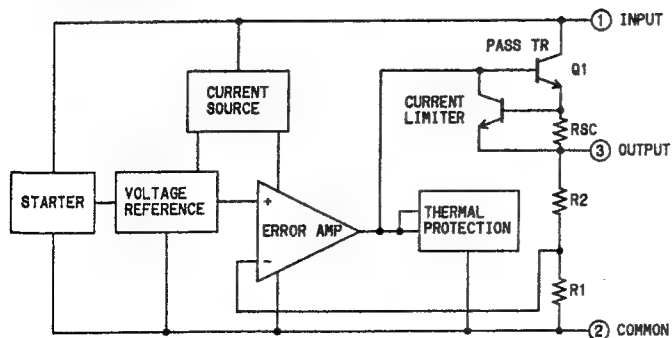 1 INPUT
PASS TR
Q1
CURRENT
SOURCE
CURRENT
LIMITER
RSC
3 OUTPUT
STARTER
VOLTAGE
REFERENCE
+
ERROR AMP
-
THERMAL
PROTECTION
R2
R1
2 COMMON